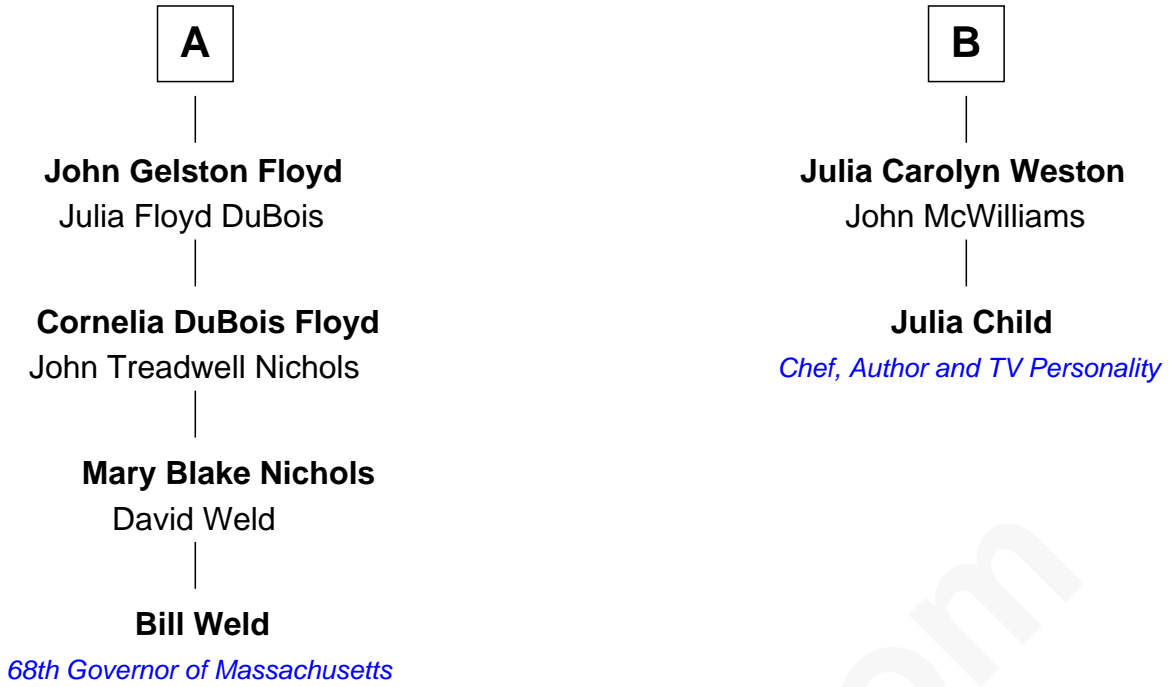 A
John Gelston Floyd
Julia Floyd DuBois
Cornelia DuBois Floyd
John Treadwell Nichols
Mary Blake Nichols
David Weld
Bill Weld
68th Governor of Massachusetts
B
Julia Carolyn Weston
John McWilliams
Julia Child
Chef, Author and TV Personality
om